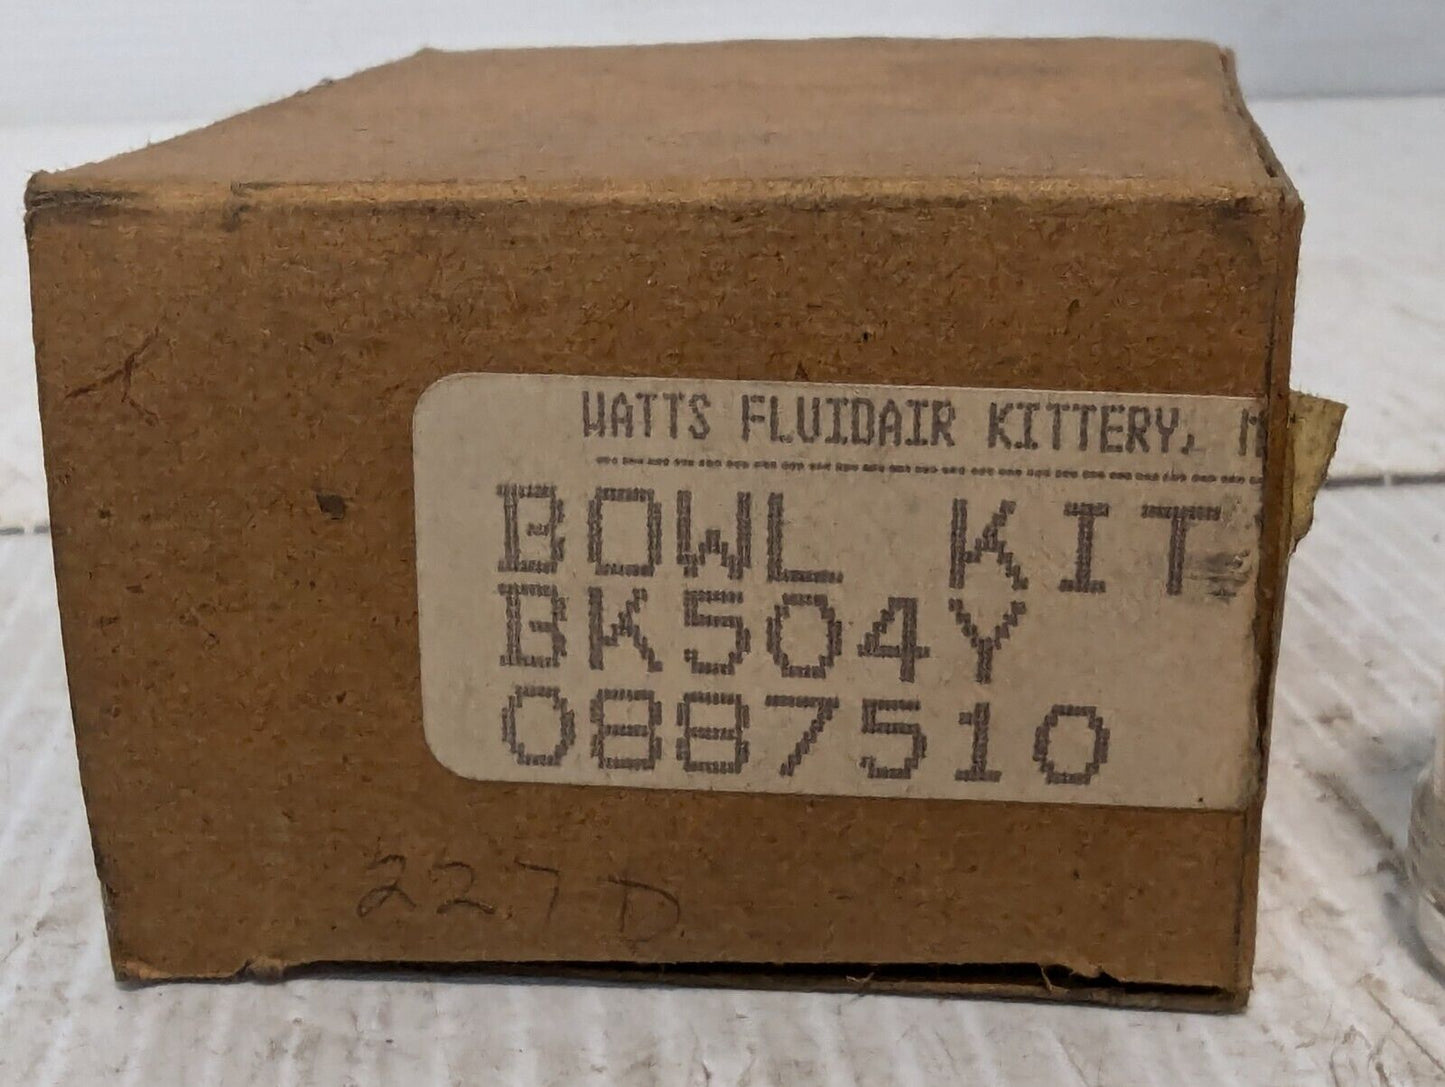 WATTS FLUIDAIR KITTERY, M
BOWL KIT
BK504Y
0887510
227D